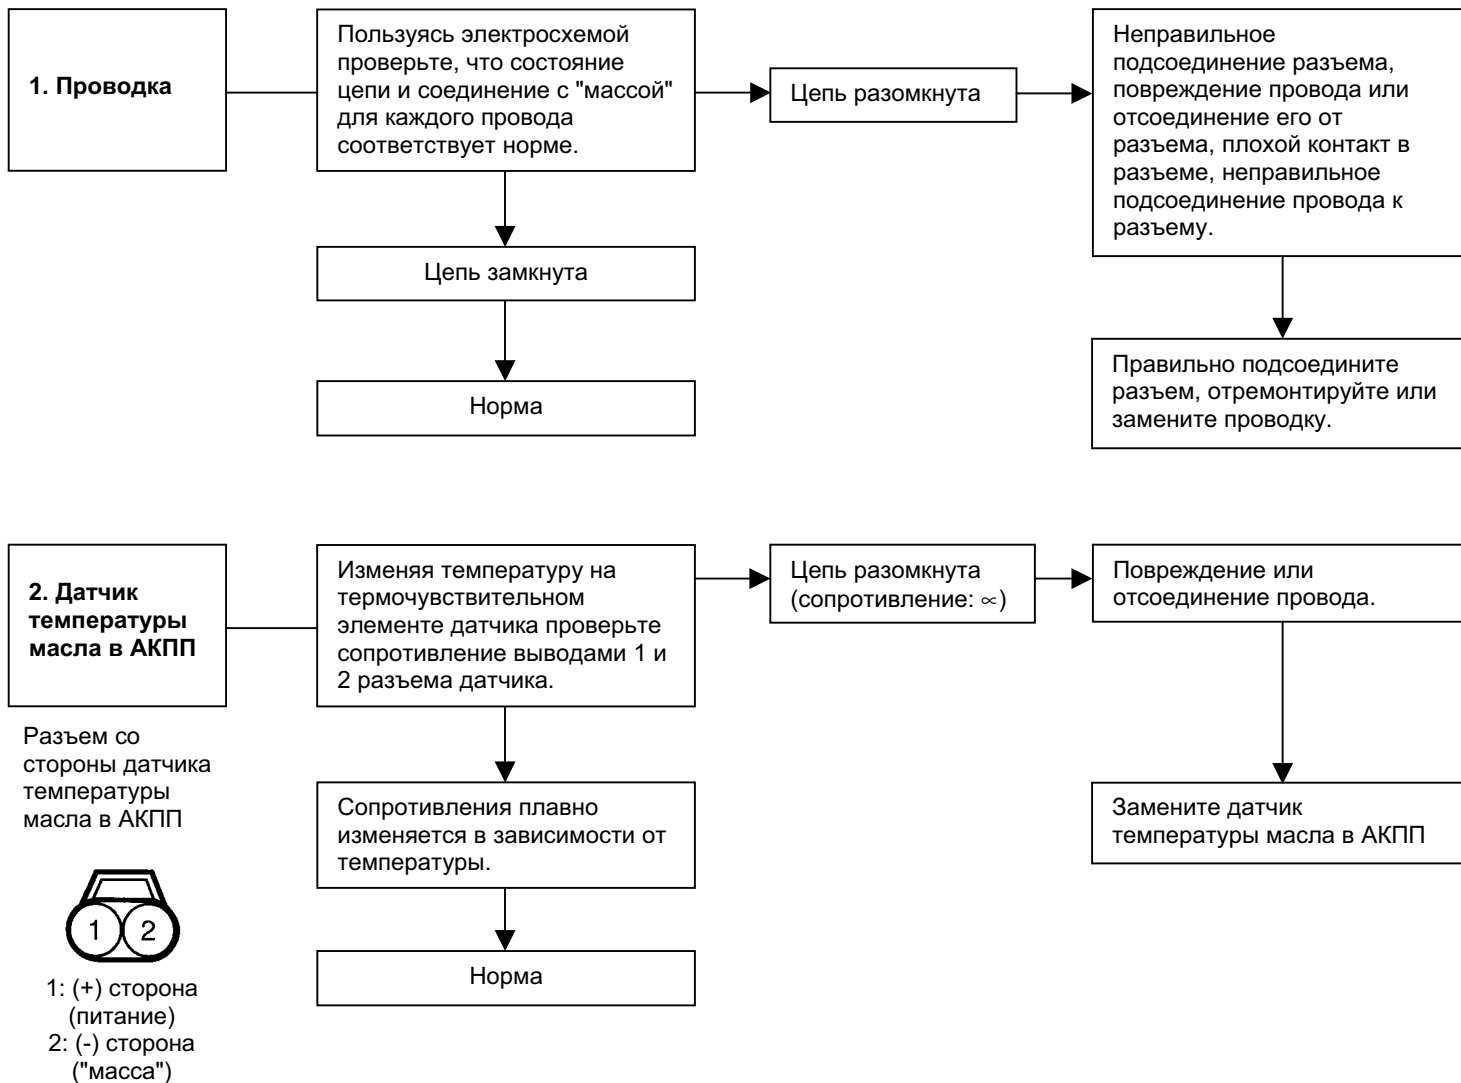 1. Проводка
Пользуясь электросхемой
проверьте, что состояние
цепи и соединение с "массой"
для каждого провода
соответствует норме.
Цепь разомкнута
Неправильное
подсоединение разъема,
повреждение провода или
отсоединение его от
разъема, плохой контакт в
разъеме, неправильное
подсоединение провода к
разъему.
Цепь замкнута
Норма
Правильно подсоедините
разъем, отремонтируйте или
замените проводку.
2. Датчик
температуры
масла в АКПП
Изменяя температуру на
термочувствительном
элементе датчика проверьте
сопротивление выводами 1 и
2 разъема датчика.
Цепь разомкнута
(сопротивление: ∝)
Повреждение или
отсоединение провода.
Разъем со
стороны датчика
температуры
масла в АКПП
Сопротивления плавно
изменяется в зависимости от
температуры.
Замените датчик
температуры масла в АКПП
1 2
Норма
1: (+) сторона
(питание)
2: (-) сторона
("масса")